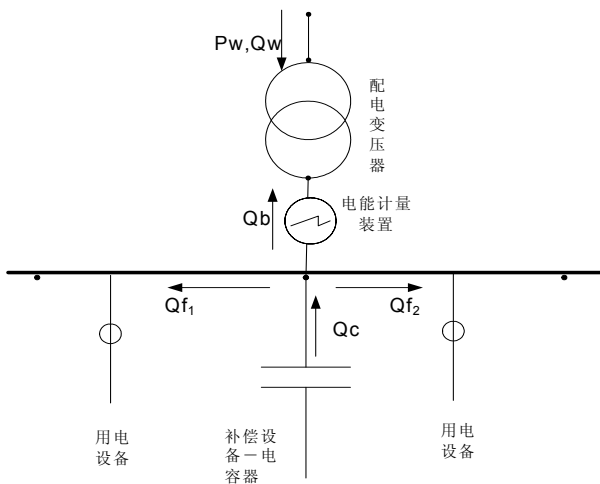 Pw,Qw
配
电
变
压
器
电能计量
装置
Qb
Qf₁
Qf₂
Qc
用电
设备
补偿设
备－电
容器
用电
设备